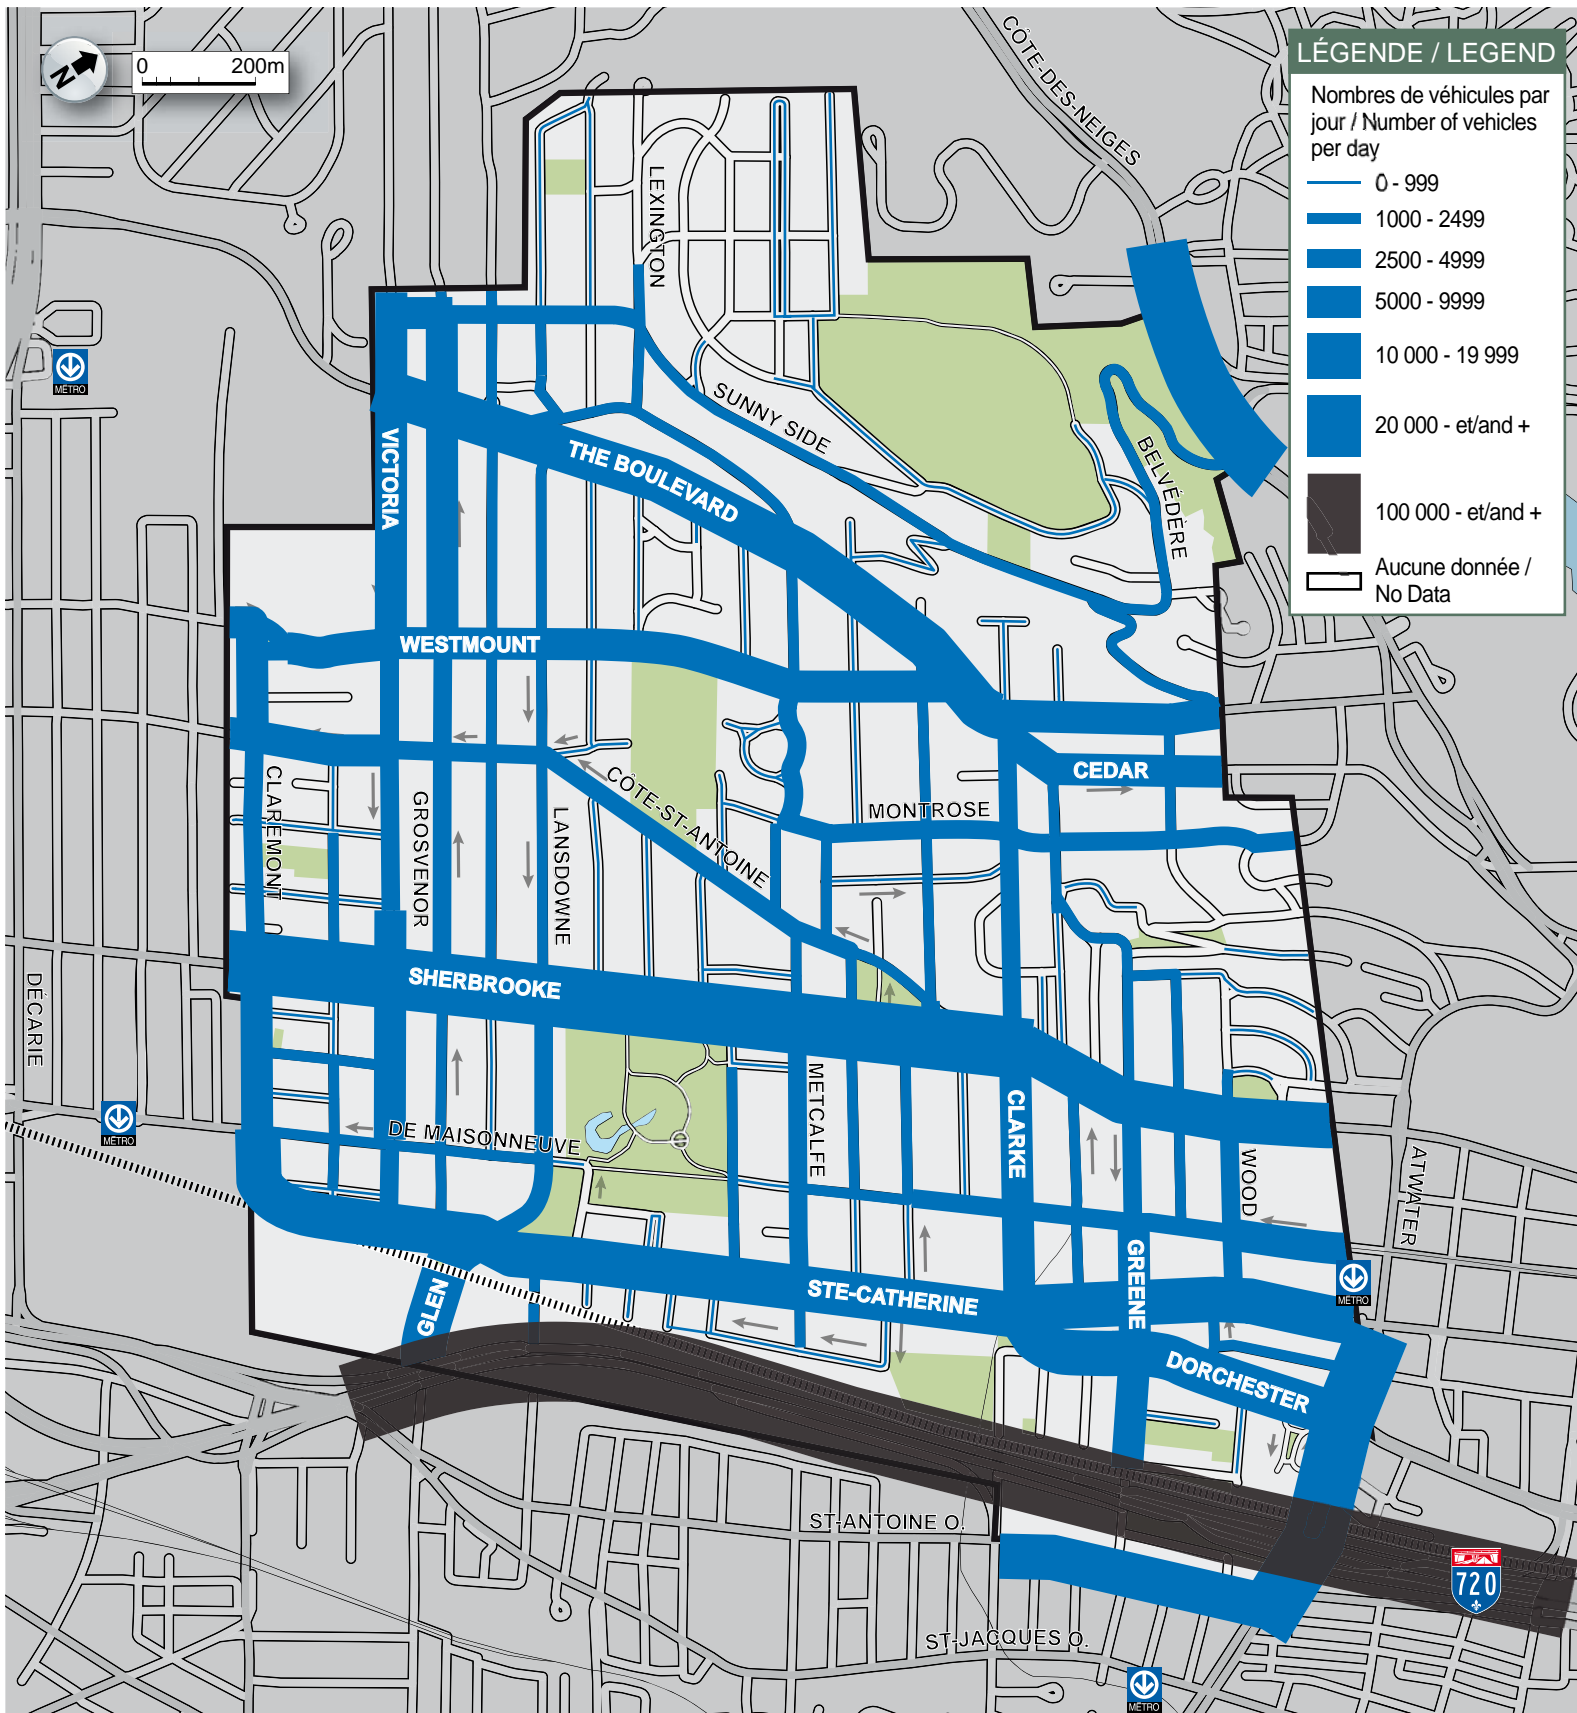 N
0 200m
LÉGENDE / LEGEND
Nombres de véhicules par
jour / Number of vehicles
per day
0 - 999
1000 - 2499
2500 - 4999
5000 - 9999
10 000 - 19 999
20 000 - et/and +
100 000 - et/and +
Aucune donnée /
No Data
CÔTE-DES-NEIGES
LEXINGTON
MÉTRO
SUNNY SIDE
BELVÉDÈRE
VICTORIA
THE BOULEVARD
WESTMOUNT
CLAREMONT
GROSVENOR
LANSDOWNE
CÔTE-ST-ANTOINE
MONTROSE
CEDAR
DÉCARIE
SHERBROOKE
MÉTRO
DE MAISONNEUVE
METCALFE
CLARKE
WOOD
ATWATER
GREENE
MÉTRO
GLEN
STE-CATHERINE
DORCHESTER
ST-ANTOINE O.
720
ST-JACQUES O.
MÉTRO